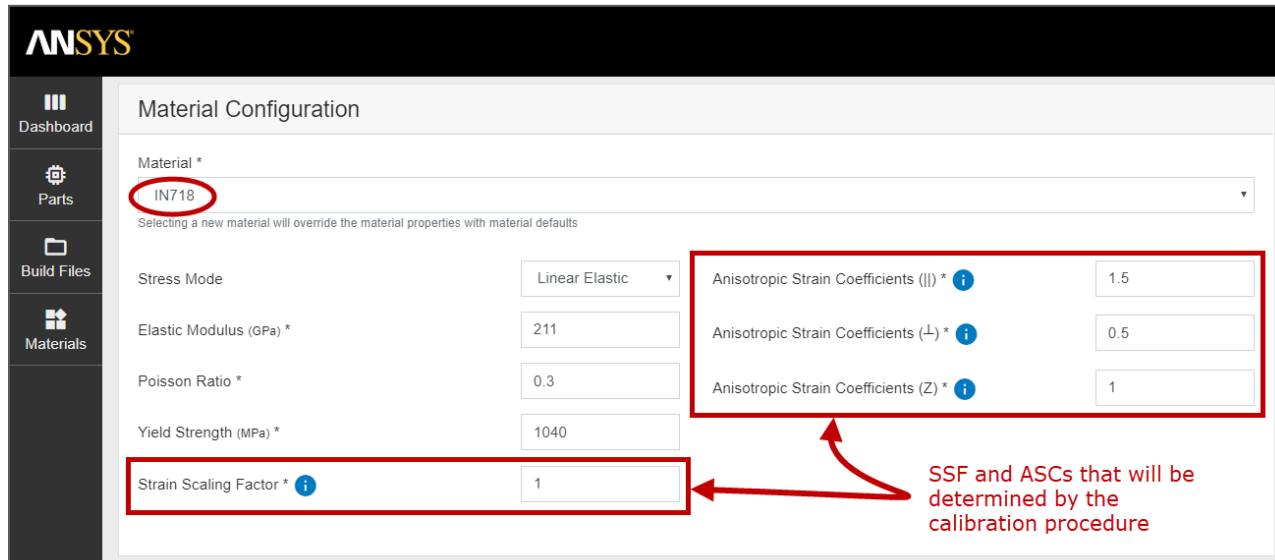 ANSYS
Dashboard
Parts
Build Files
Materials
Material Configuration
Material *
IN718
Selecting a new material will override the material properties with material defaults
Stress Mode
Linear Elastic
Elastic Modulus (GPa) *
211
Poisson Ratio *
0.3
Yield Strength (MPa) *
1040
Strain Scaling Factor *
1
Anisotropic Strain Coefficients (||) *
1.5
Anisotropic Strain Coefficients (⊥) *
0.5
Anisotropic Strain Coefficients (Z) *
1
SSF and ASCs that will be
determined by the
calibration procedure